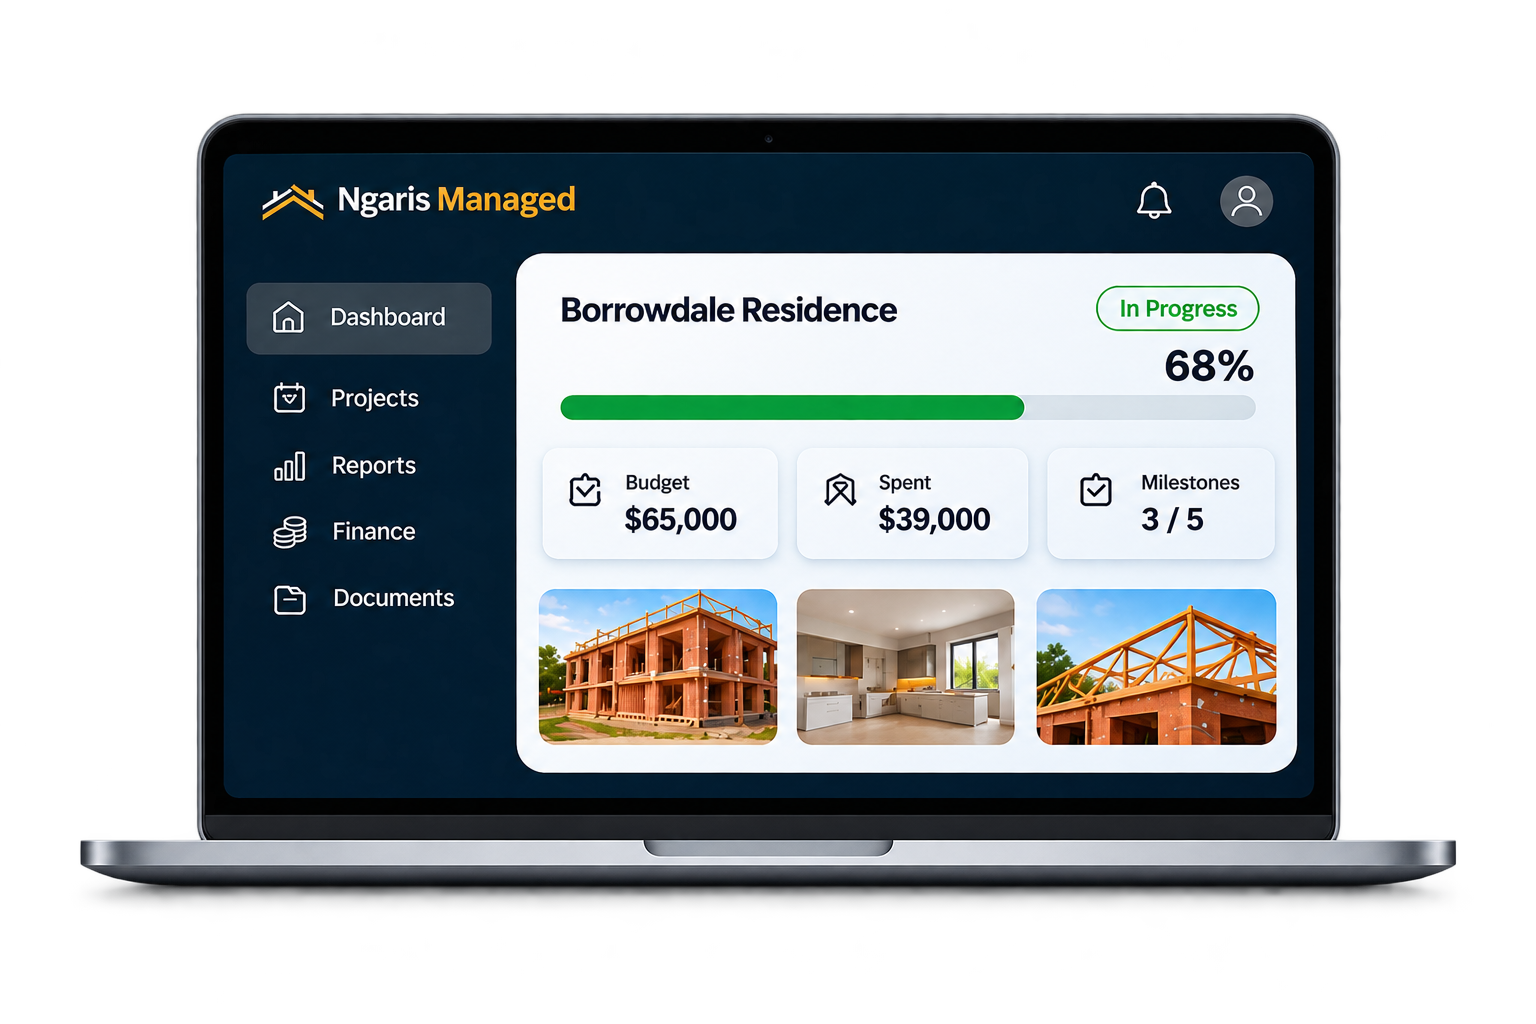 Ngaris Managed
Dashboard
Projects
Reports
Finance
Documents
Borrowdale Residence
In Progress
68%
Budget
$65,000
Spent
$39,000
Milestones
3 / 5